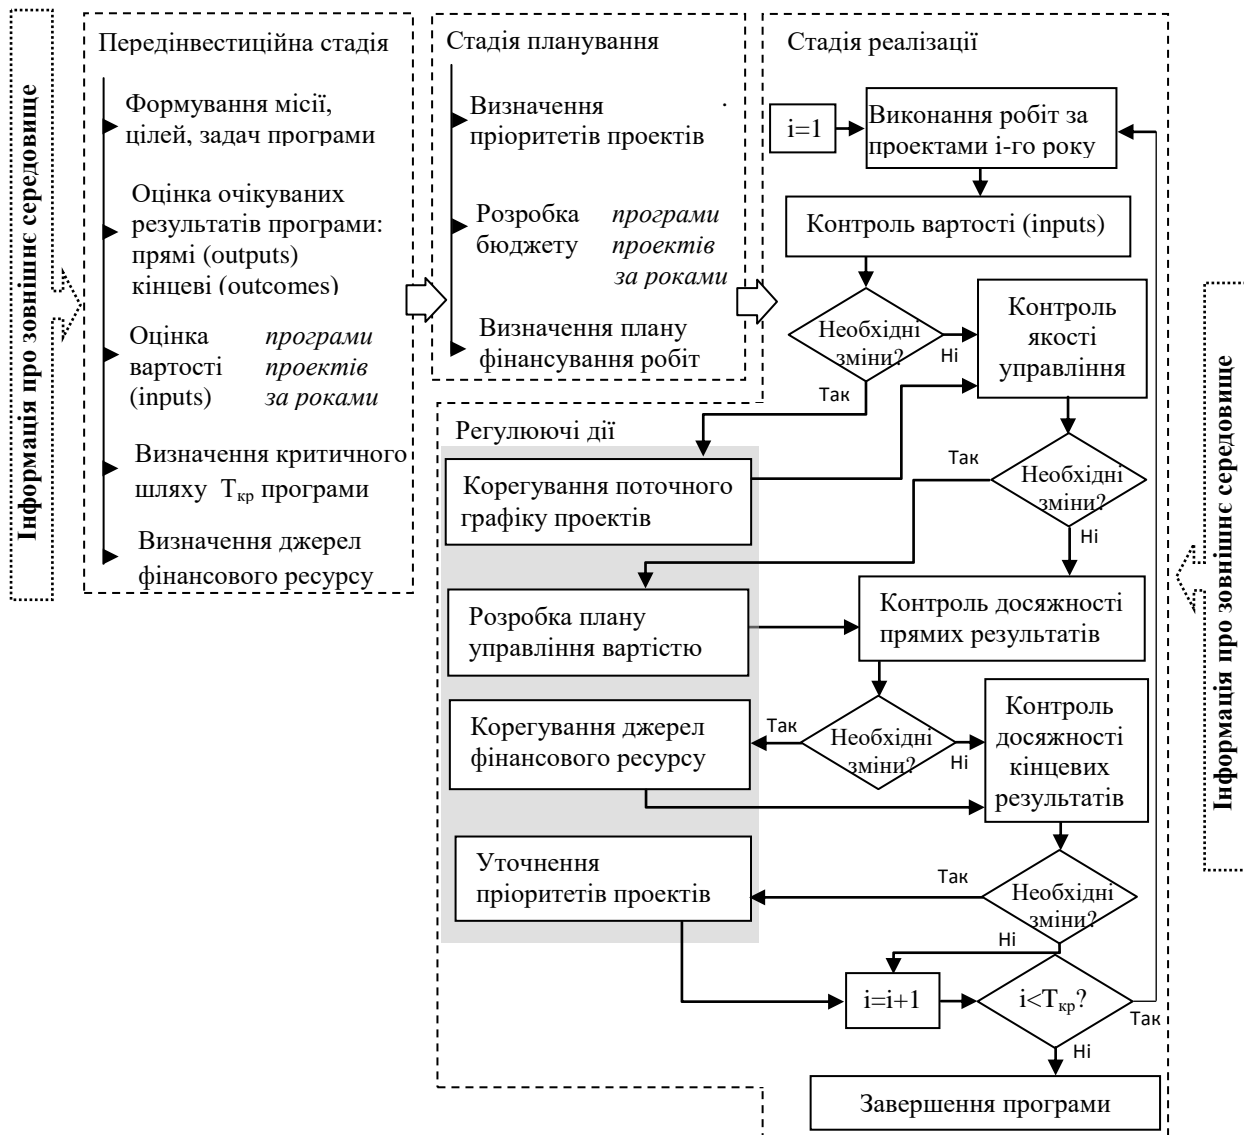 Інформація про зовнішнє середовище
Передінвестиційна стадія
Формування місії,
цілей, задач програми
Оцінка очікуваних
результатів програми:
прямі (outputs)
кінцеві (outcomes)
Оцінка програми
вартості проектів
(inputs) за роками
Визначення критичного
шляху Ткр програми
Визначення джерел
фінансового ресурсу
Стадія планування
Визначення
пріоритетів проектів
Розробка програми
бюджету проектів
за роками
Визначення плану
фінансування робіт
Стадія реалізації
i=1
Виконання робіт за
проектами і-го року
Контроль вартості (inputs)
Необхідні
зміни?
Ні
Так
Контроль
якості
управління
Регулюючі дії
Корегування поточного
графіку проектів
Так
Необхідні
зміни?
Ні
Розробка плану
управління вартістю
Контроль досяжності
прямих результатів
Корегування джерел
фінансового ресурсу
Так
Необхідні
зміни?
Ні
Контроль
досяжності
кінцевих
результатів
Уточнення
пріоритетів проектів
Так
Необхідні
зміни?
Ні
i=i+1
i<Ткр?
Так
Ні
Завершення програми
Інформація про зовнішнє середовище